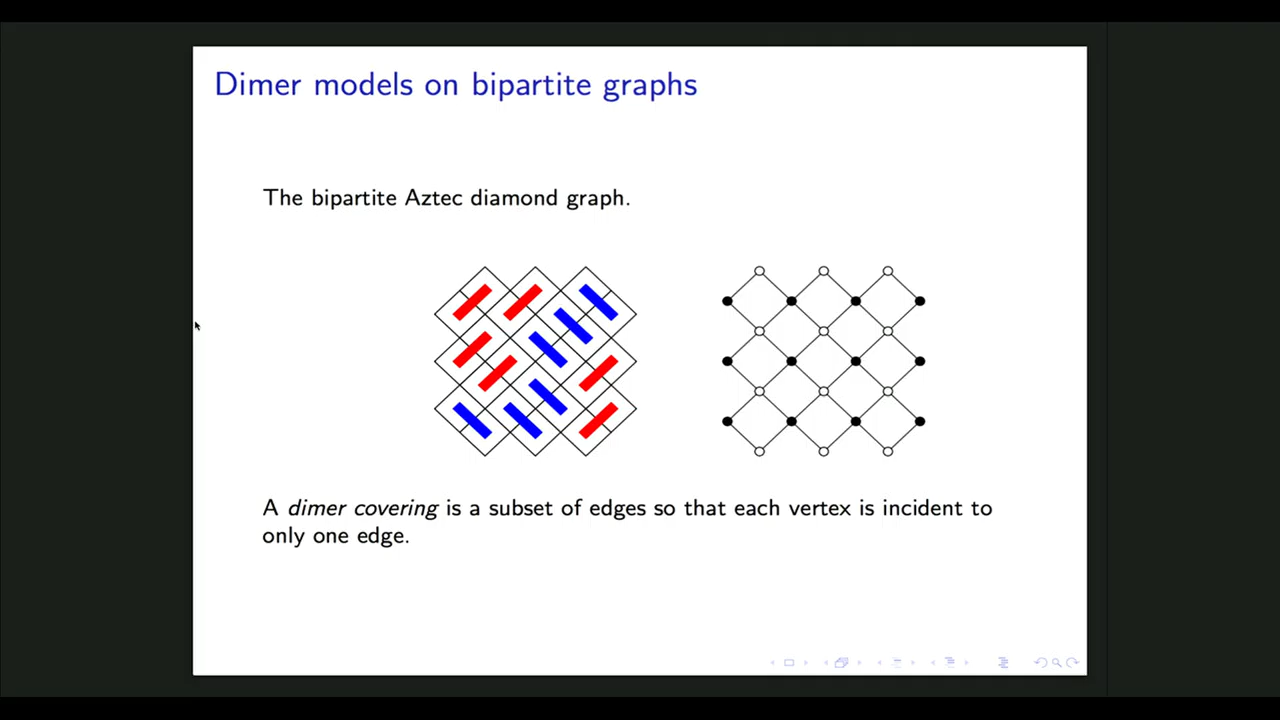 Dimer models on bipartite graphs
The bipartite Aztec diamond graph.
A dimer covering is a subset of edges so that each vertex is incident to
only one edge.